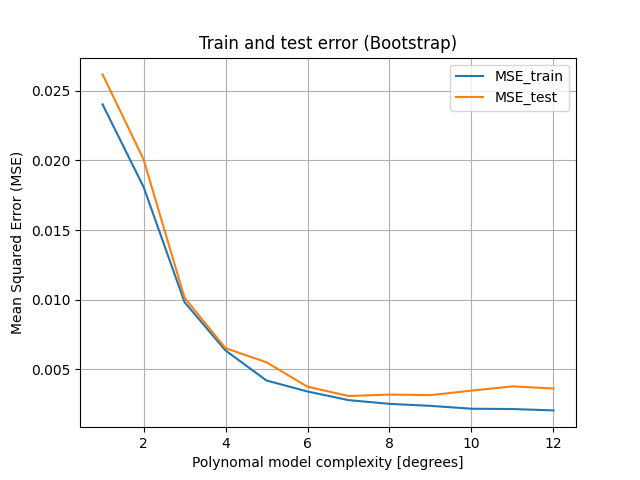 Train and test error (Bootstrap)
MSE_train
MSE_test
Mean Squared Error (MSE)
0.025
0.020
0.015
0.010
0.005
2 4 6 8 10 12
Polynomal model complexity [degrees]